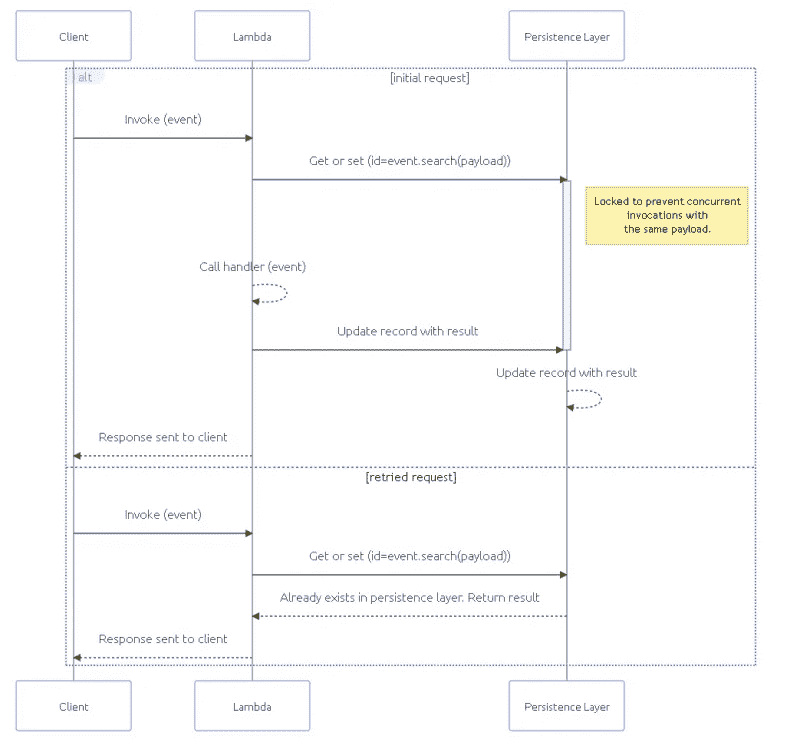 Client
Lambda
Persistence Layer
alt
[initial request]
Invoke (event)
Get or set (id=event.search(payload))
Locked to prevent concurrent
invocations with
the same payload.
Call handler (event)
Update record with result
Update record with result
Response sent to client
[retried request]
Invoke (event)
Get or set (id=event.search(payload))
Already exists in persistence layer. Return result
Response sent to client
Client
Lambda
Persistence Layer